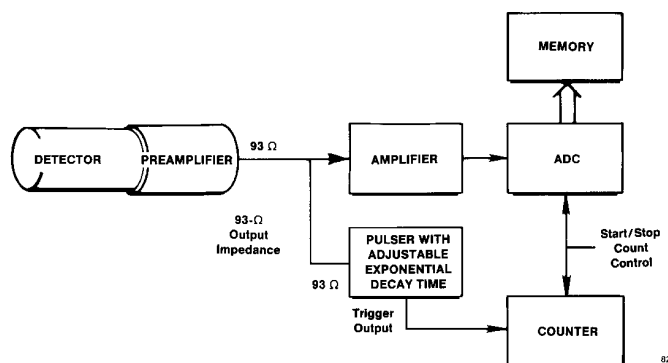 MEMORY
DETECTOR
PREAMPLIFIER
93 Ω
AMPLIFIER
ADC
93-Ω
Output
Impedance
PULSER WITH
ADJUSTABLE
EXPONENTIAL
DECAY TIME
93 Ω
Start/Stop
Count
Control
Trigger
Output
COUNTER